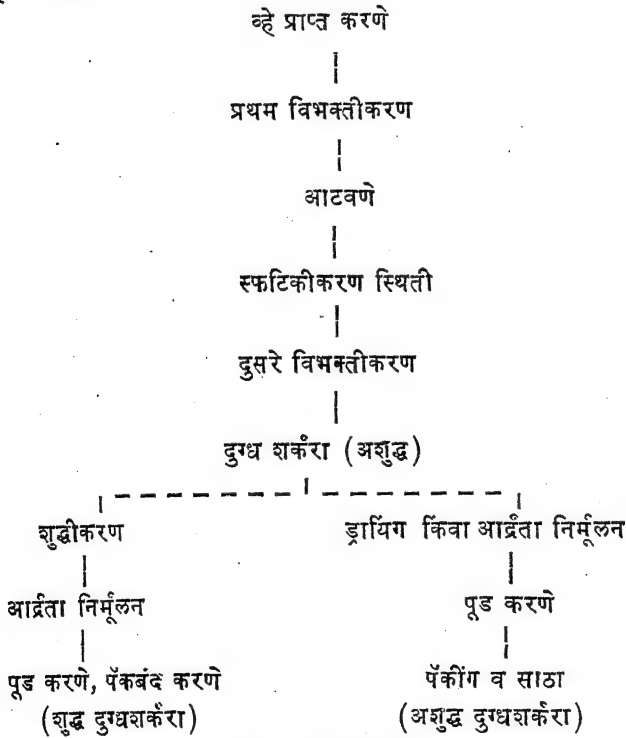 व्हे प्राप्त करणे
प्रथम विभक्तीकरण
आटवणे
स्फटिकीकरण स्थिती
दुसरे विभक्तीकरण
दुग्ध शर्करा (अशुद्ध)
शुद्धीकरण
ड्रायिंग किंवा आर्द्रता निर्मूलन
आर्द्रता निर्मूलन
पूड करणे
पूड करणे, पॅकबंद करणे
(शुद्ध दुग्धशर्करा)
पॅकींग व साठा
(अशुद्ध दुग्धशर्करा)